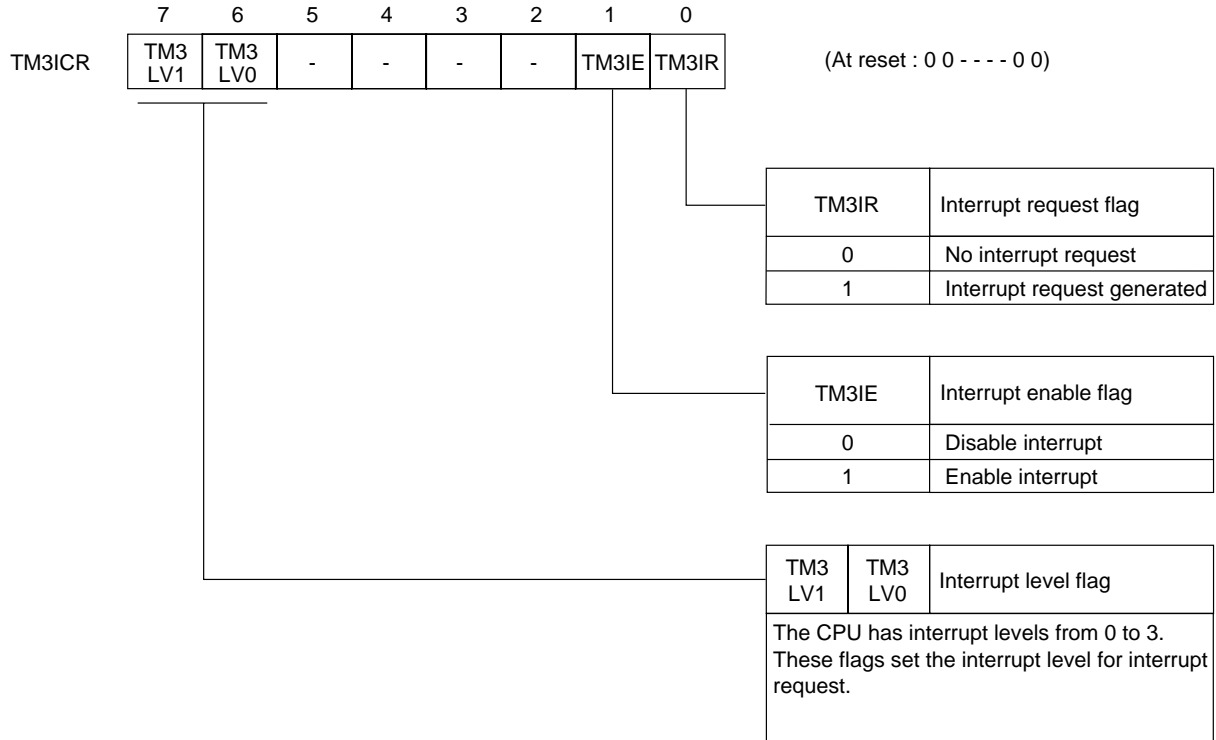 7 6 5 4 3 2 1 0
TM3ICR TM3 LV1 TM3 LV0 - - - - TM3IE TM3IR (At reset : 0 0 - - - - 0 0)
TM3IR Interrupt request flag
0 No interrupt request
1 Interrupt request generated
TM3IE Interrupt enable flag
0 Disable interrupt
1 Enable interrupt
TM3 LV1 TM3 LV0 Interrupt level flag
The CPU has interrupt levels from 0 to 3.
These flags set the interrupt level for interrupt
request.